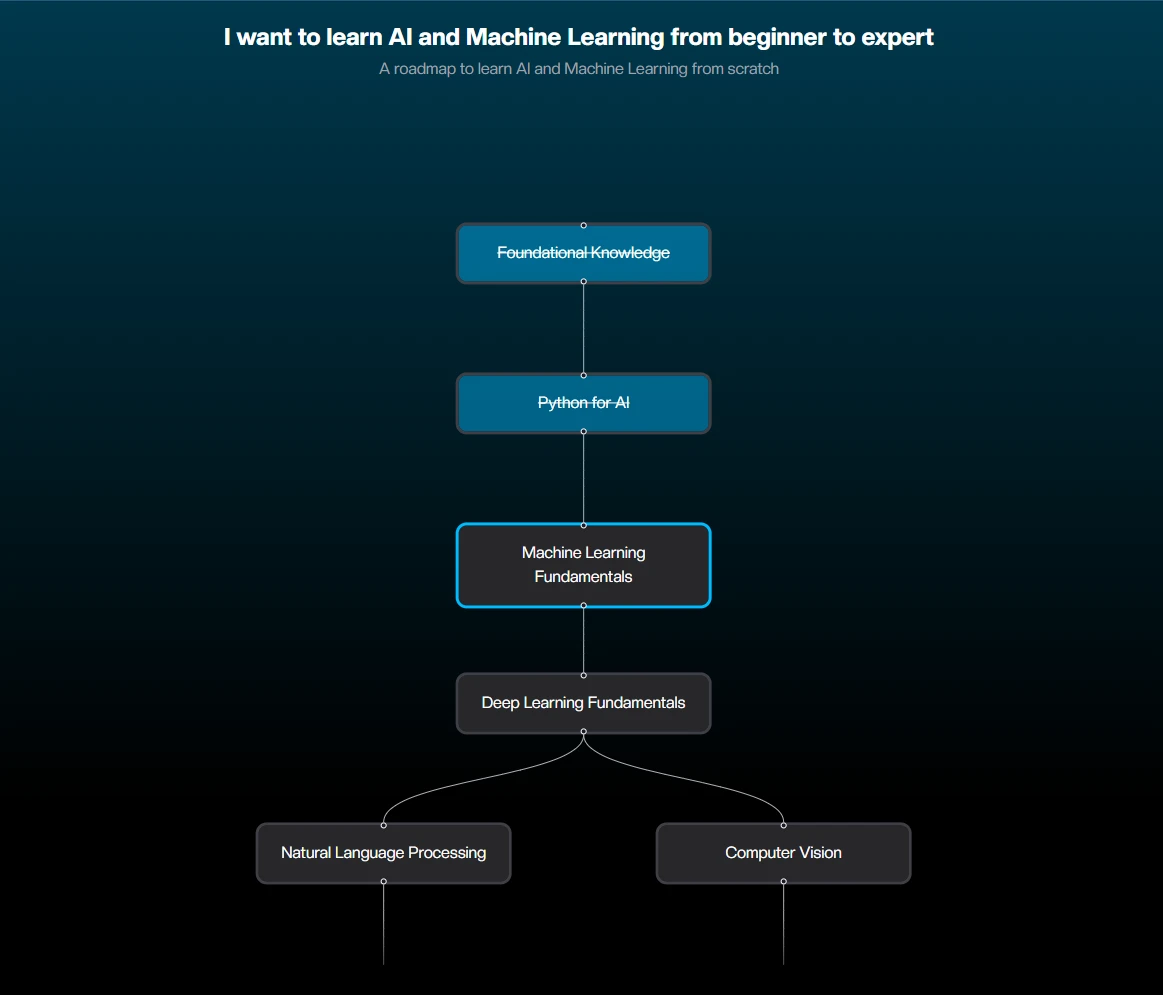 I want to learn AI and Machine Learning from beginner to expert
A roadmap to learn AI and Machine Learning from scratch
Foundational Knowledge
Python for AI
Machine Learning
Fundamentals
Deep Learning Fundamentals
Natural Language Processing
Computer Vision